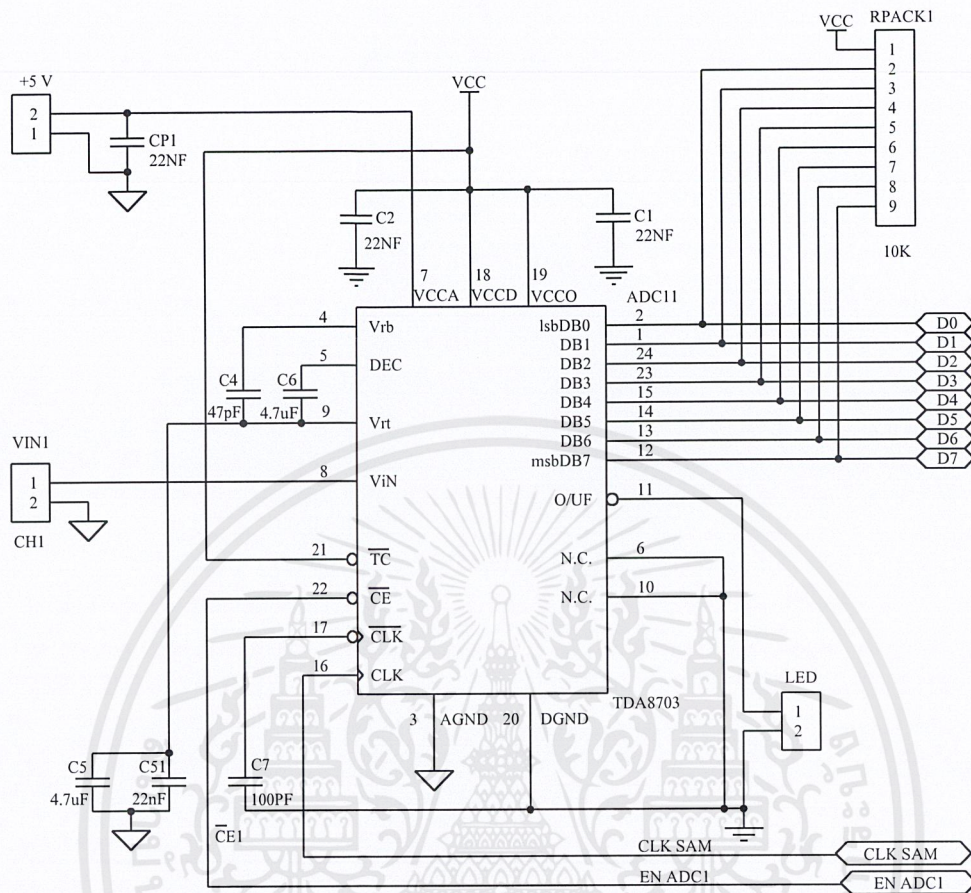 VCC
RPACK1
1
2
3
4
5
6
7
8
9
10K
+5 V
2
1
CP1
22NF
VCC
C2
22NF
C1
22NF
7
VCCA
18
VCCD
19
VCCO
ADC11
4
Vrb
5
DEC
C4
47pF
C6
4.7uF
9
Vrt
VIN1
1
2
CH1
8
ViN
21
TC
22
CE
17
CLK
16
CLK
lsbDB0
2
D0
DB1
1
D1
DB2
24
D2
DB3
23
D3
DB4
15
D4
DB5
14
D5
DB6
13
D6
msbDB7
12
D7
O/UF
11
N.C.
6
N.C.
10
LED
1
2
TDA8703
3
AGND
20
DGND
C5
4.7uF
C51
22nF
C7
100PF
CE1
CLK SAM
CLK SAM
EN ADC1
EN ADC1